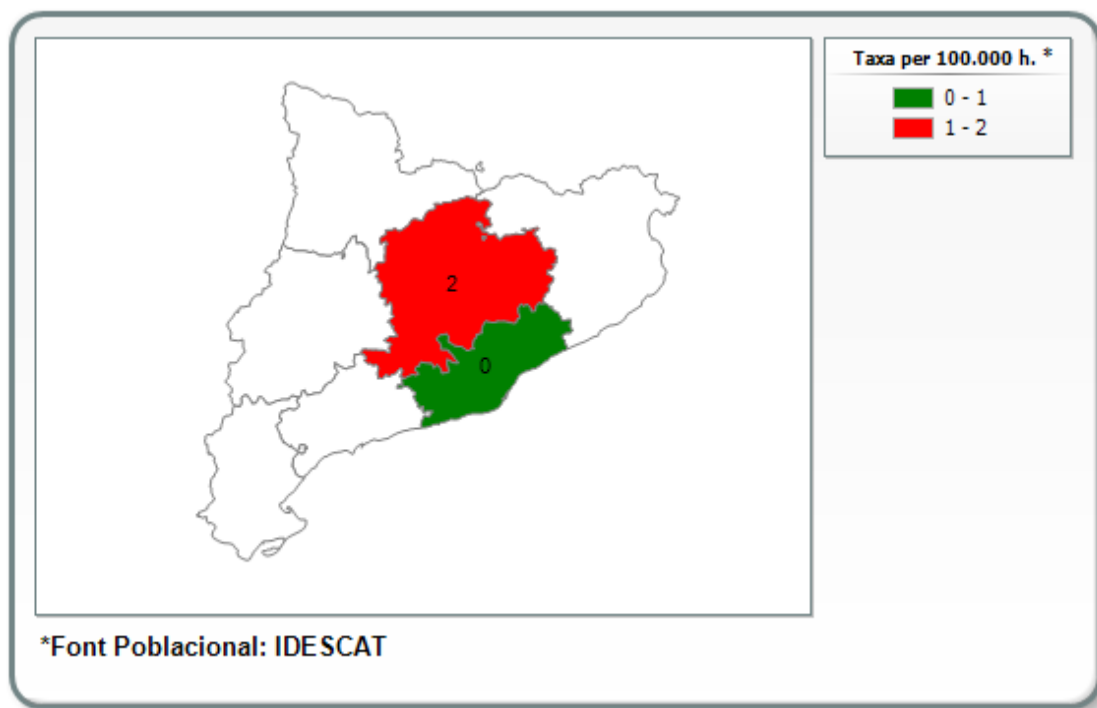 Taxa per 100.000 h. *
0 - 1
1 - 2
2
0
*Font Poblacional: IDESCAT